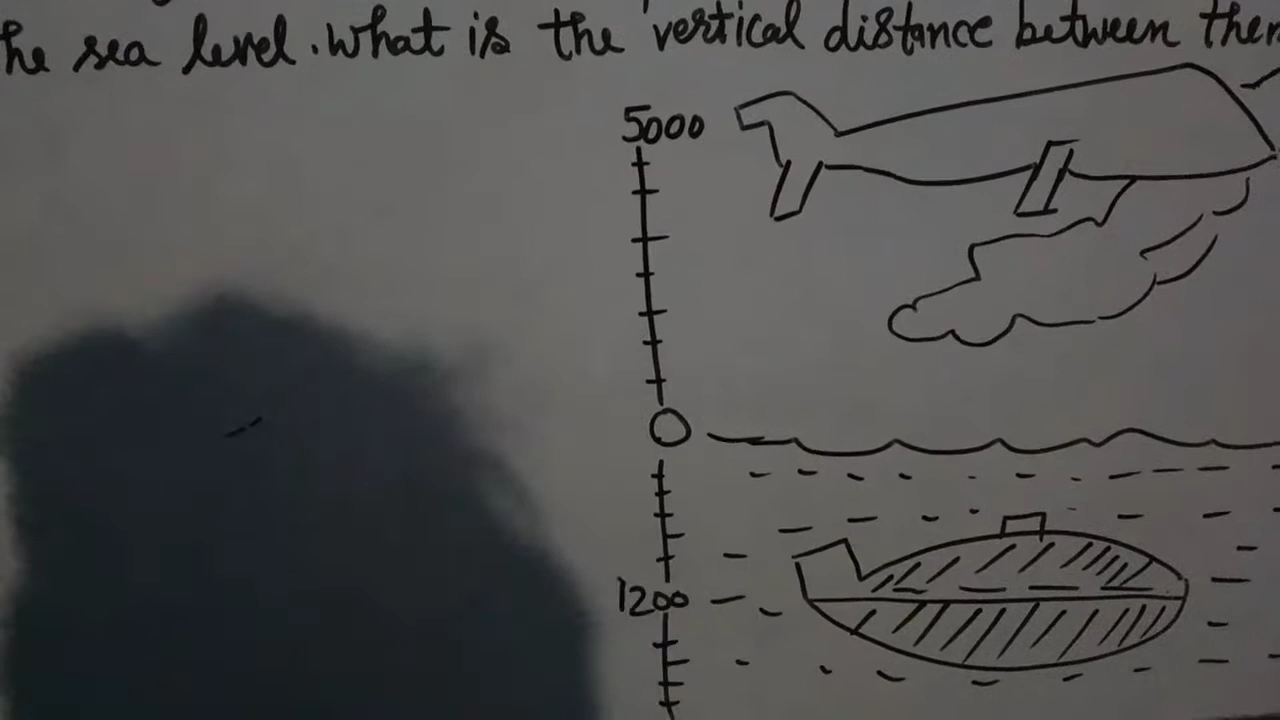 he sea level. what is the vertical distance between them
5000
0
1200